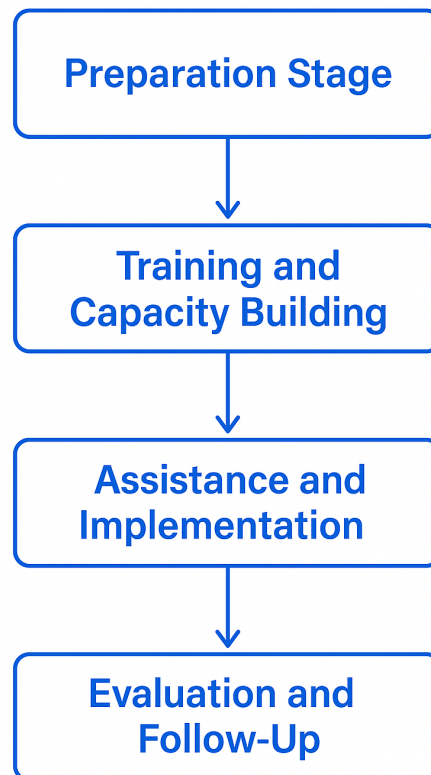 Preparation Stage
Training and
Capacity Building
Assistance and
Implementation
Evaluation and
Follow-Up